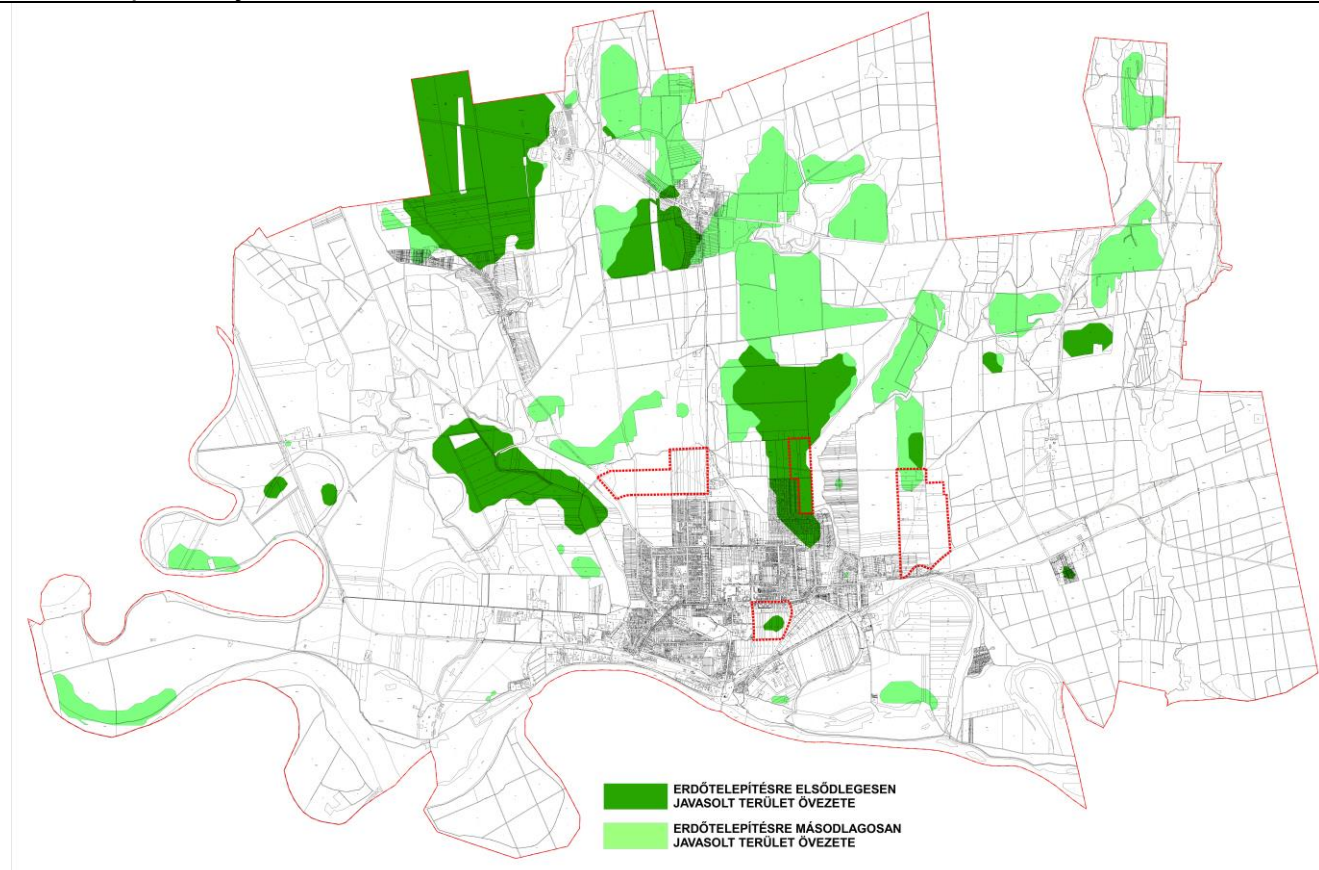 ERDŐTELEPÍTÉSRE ELSŐDLEGESEN
JAVASOLT TERÜLET ÖVEZETE
ERDŐTELEPÍTÉSRE MÁSODLAGOSAN
JAVASOLT TERÜLET ÖVEZETE